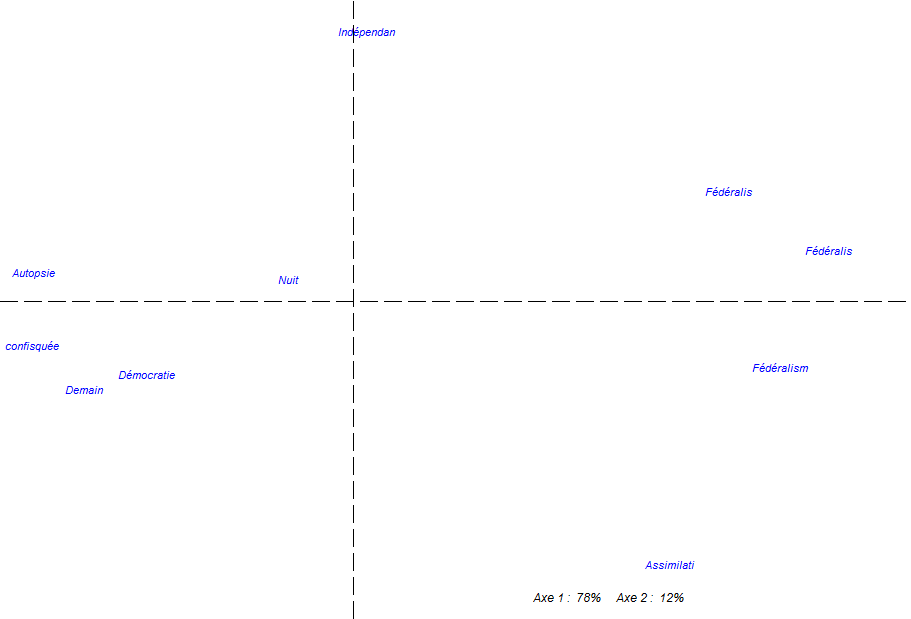 Indépendan
Fédéralis
Fédéralis
Autopsie
Nuit
confisquée
Fédéralism
Démocratie
Demain
Assimilati
Axe 1 : 78% Axe 2 : 12%